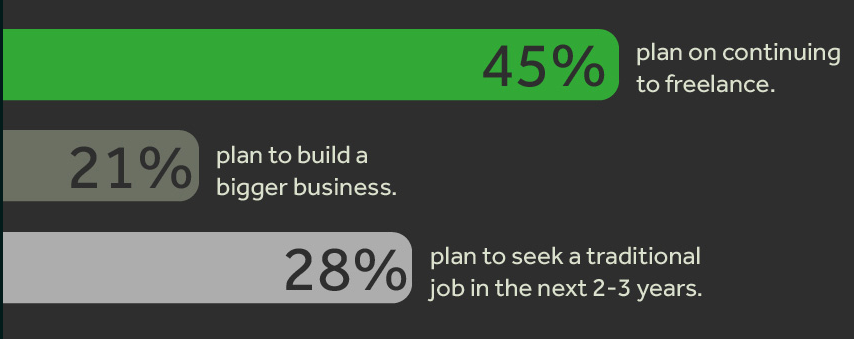 45% plan on continuing
to freelance.
21% plan to build a
bigger business.
28% plan to seek a traditional
job in the next 2-3 years.